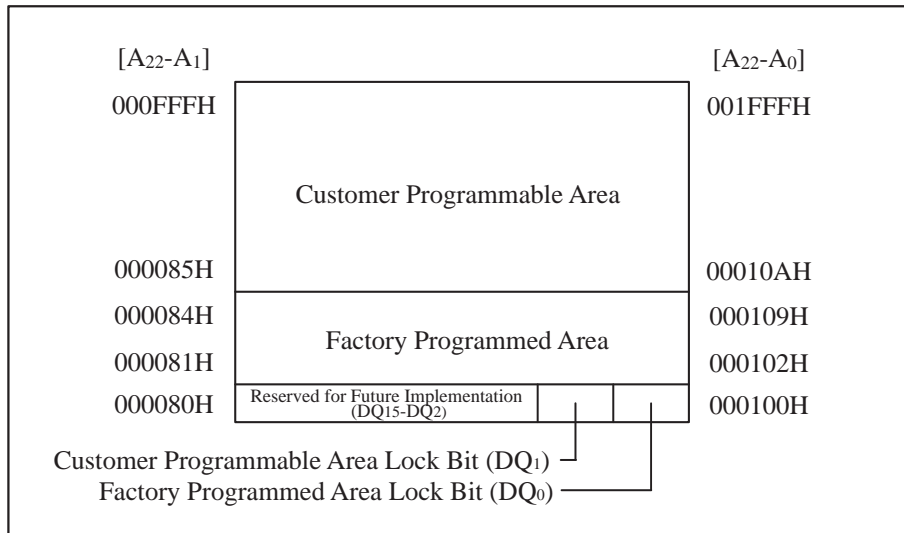 [A22-A1] [A22-A0]
000FFFH 001FFFH
Customer Programmable Area
000085H 00010AH
000084H 000109H
Factory Programmed Area
000081H 000102H
Reserved for Future Implementation
(DQ15-DQ2)
000080H 000100H
Customer Programmable Area Lock Bit (DQ1)
Factory Programmed Area Lock Bit (DQ0)